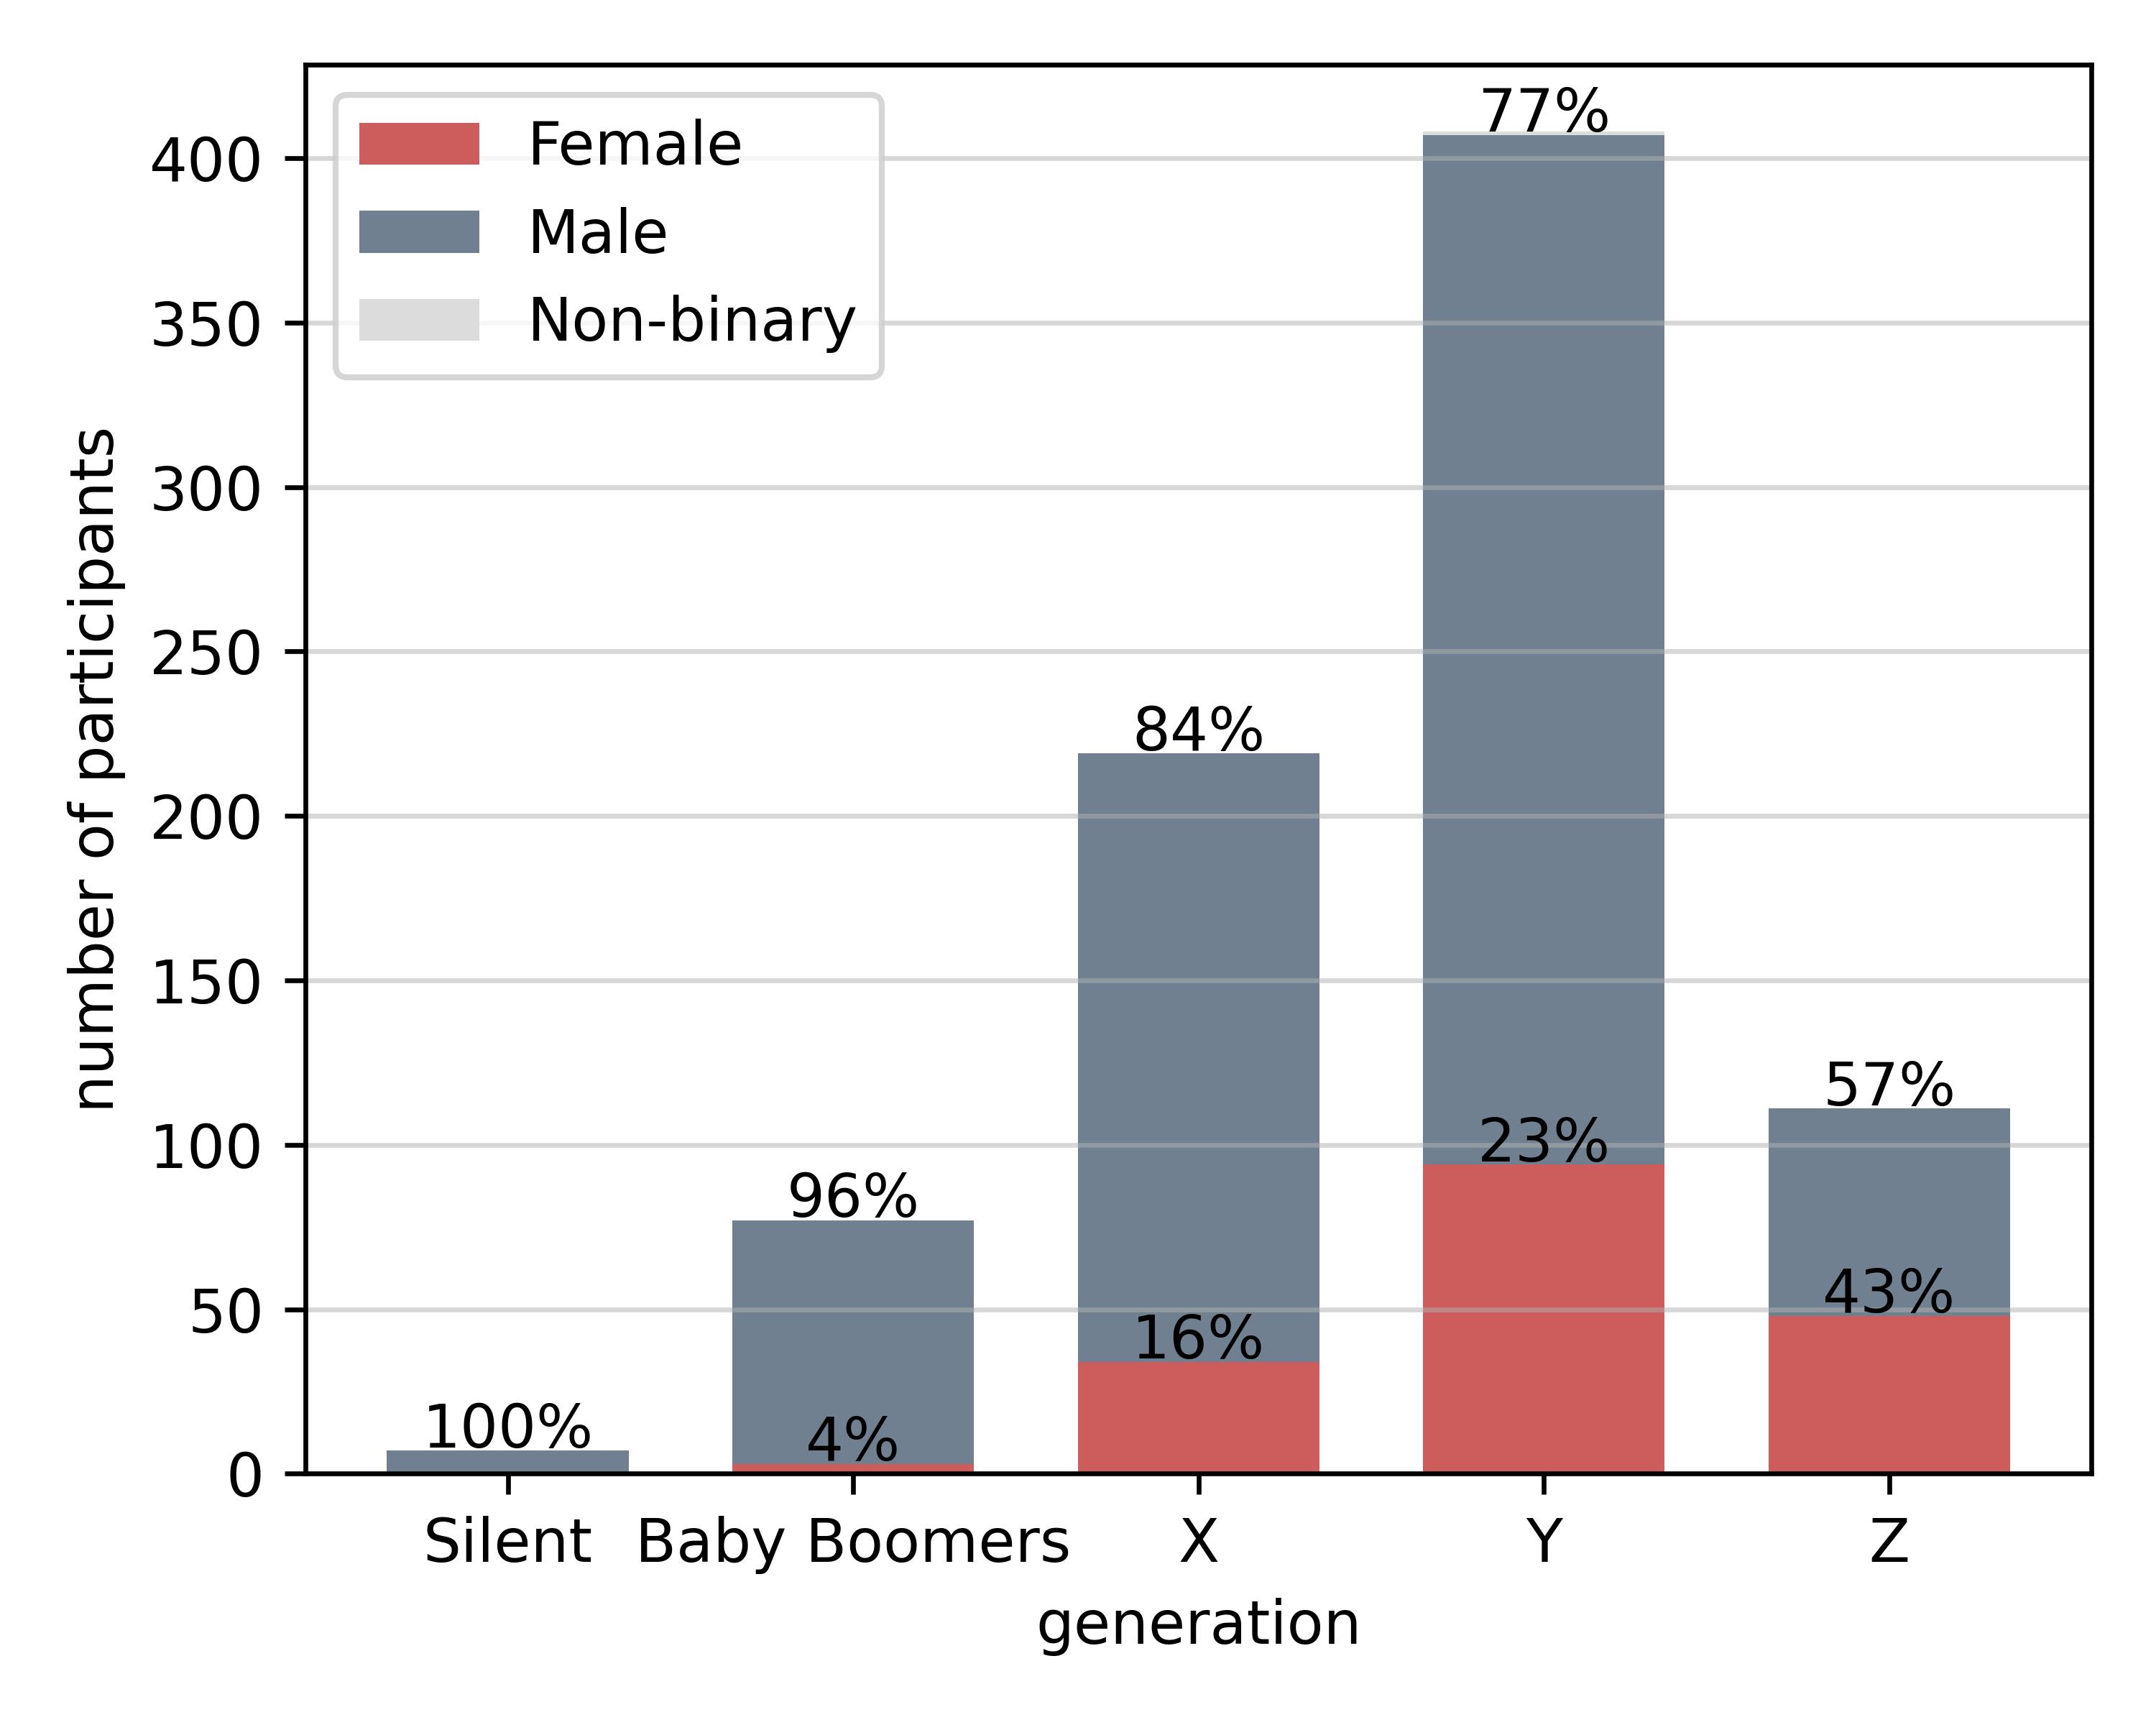 Female
Male
Non-binary
number of participants
400
350
300
250
200
150
100
50
0
100%
96%
4%
84%
16%
77%
23%
57%
43%
Silent
Baby Boomers
X
Y
Z
generation